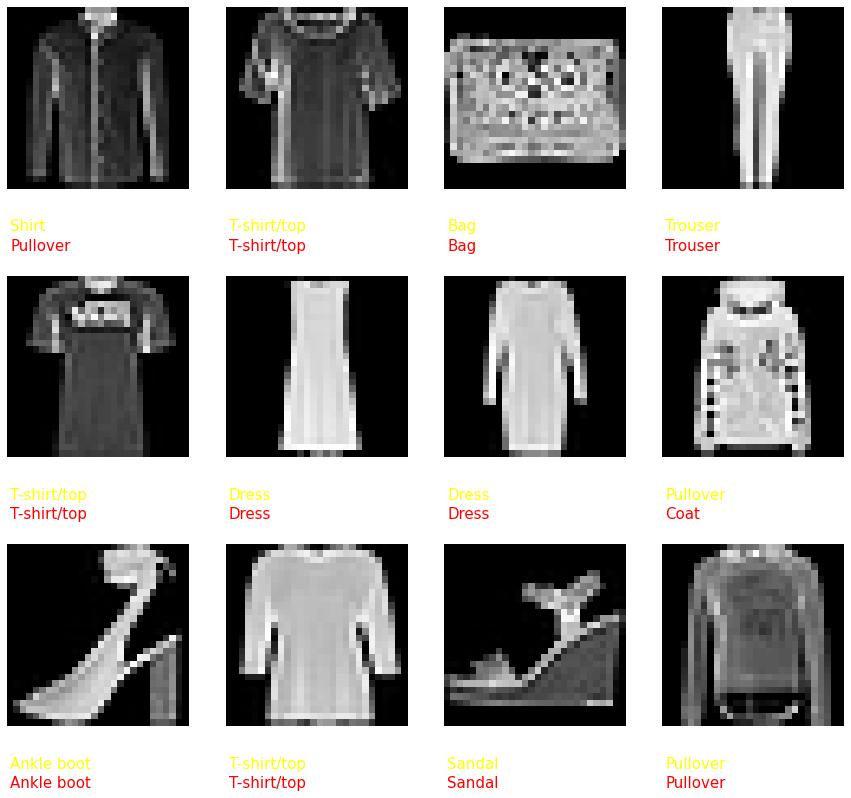 Shirt
Pullover
T-shirt/top
T-shirt/top
Bag
Bag
Trouser
Trouser
T-shirt/top
T-shirt/top
Dress
Dress
Dress
Dress
Pullover
Coat
Ankle boot
Ankle boot
T-shirt/top
T-shirt/top
Sandal
Sandal
Pullover
Pullover